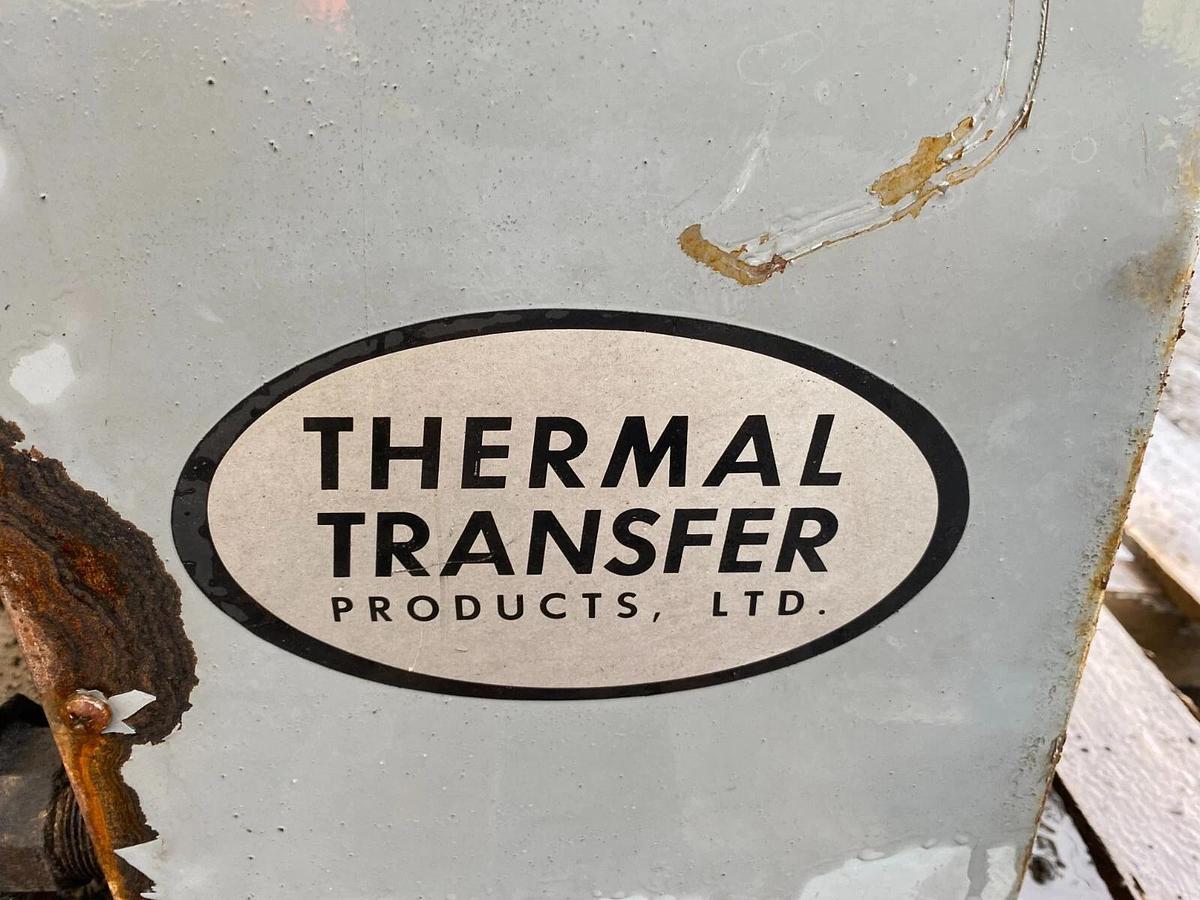 THERMAL
TRANSFER
PRODUCTS, LTD.